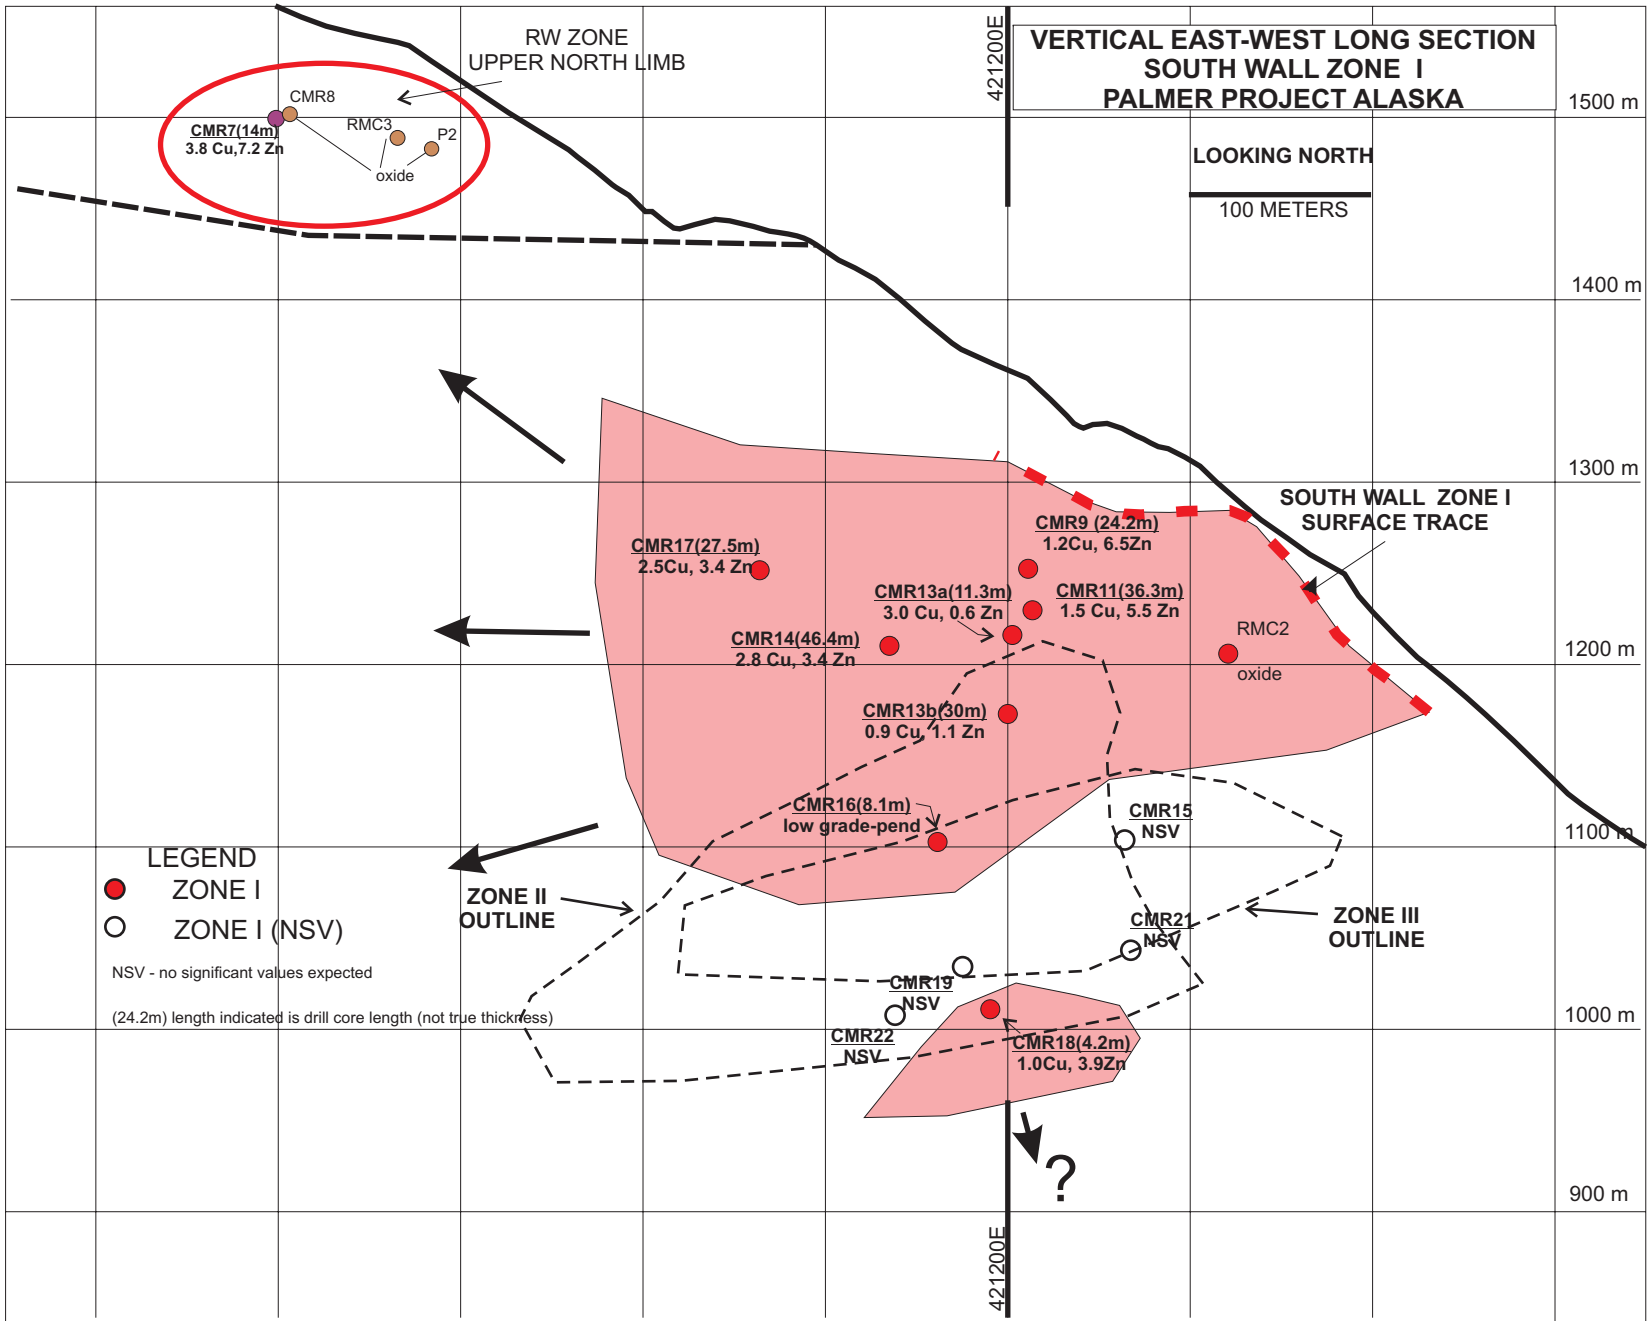 VERTICAL EAST-WEST LONG SECTION
SOUTH WALL ZONE I
PALMER PROJECT ALASKA
421200E
RW ZONE
UPPER NORTH LIMB
CMR8
CMR7(14m)
3.8 Cu,7.2 Zn
RMC3
P2
oxide
1500 m
LOOKING NORTH
100 METERS
1400 m
1300 m
SOUTH WALL ZONE I
SURFACE TRACE
CMR9 (24.2m)
1.2Cu, 6.5Zn
CMR17(27.5m)
2.5Cu, 3.4 Zn
CMR13a(11.3m)
3.0 Cu, 0.6 Zn
CMR11(36.3m)
1.5 Cu, 5.5 Zn
CMR14(46.4m)
2.8 Cu, 3.4 Zn
RMC2
oxide
1200 m
CMR13b(30m)
0.9 Cu, 1.1 Zn
CMR16(8.1m)
low grade-pend
CMR15
NSV
1100 m
LEGEND
ZONE I
ZONE I (NSV)
NSV - no significant values expected
(24.2m) length indicated is drill core length (not true thickness)
ZONE II
OUTLINE
ZONE III
OUTLINE
CMR21
NSV
CMR19
NSV
CMR22
NSV
1000 m
CMR18(4.2m)
1.0Cu, 3.9Zn
?
900 m
421200E